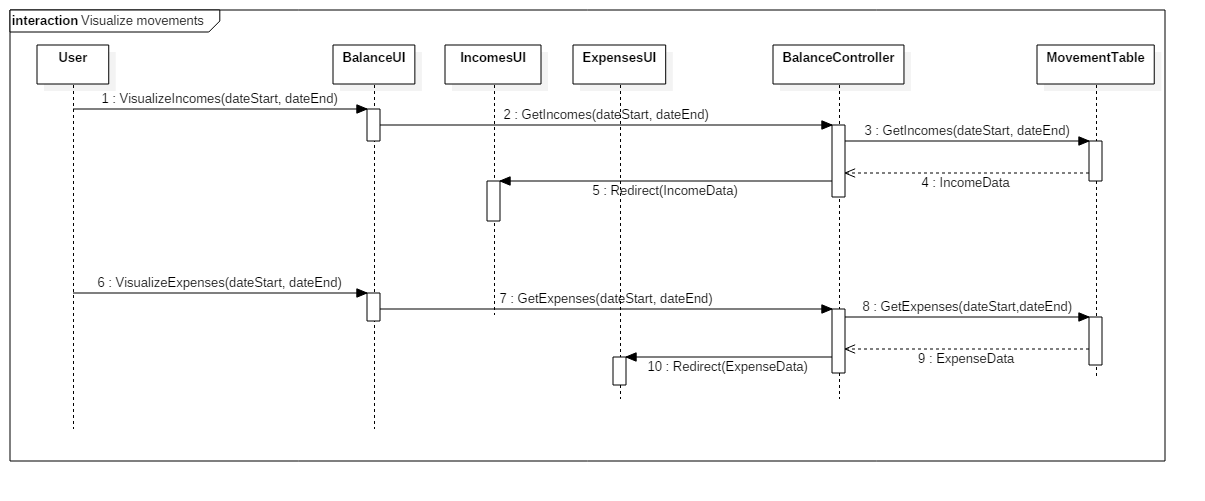 interaction Visualize movements
User
BalanceUI
IncomesUI
ExpensesUI
BalanceController
MovementTable
1 : VisualizeIncomes(dateStart, dateEnd)
2 : GetIncomes(dateStart, dateEnd)
3 : GetIncomes(dateStart, dateEnd)
4 : IncomeData
5 : Redirect(IncomeData)
6 : VisualizeExpenses(dateStart, dateEnd)
7 : GetExpenses(dateStart, dateEnd)
8 : GetExpenses(dateStart,dateEnd)
9 : ExpenseData
10 : Redirect(ExpenseData)